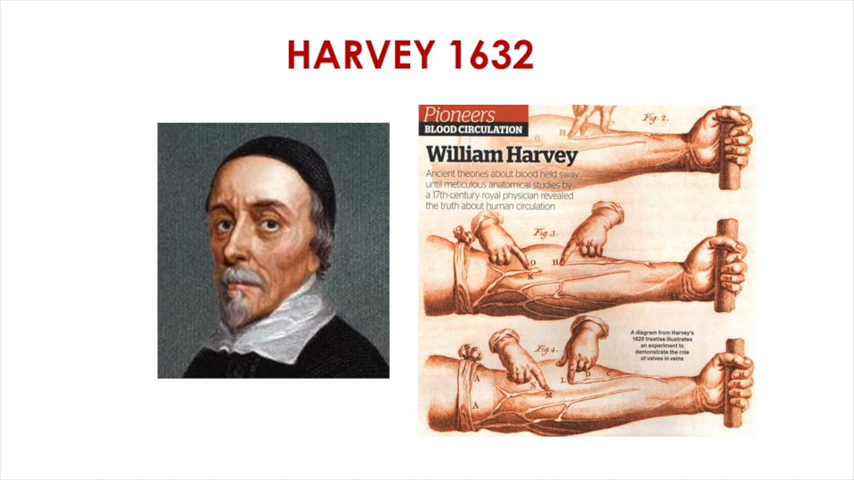 HARVEY 1632
Pioneers
BLOOD CIRCULATION
William Harvey
Ancient theories about blood held sway
until meticulous anatomical studies by
a 17th-century royal physician revealed
the truth about human circulation
Fig. 2.
H
Fig. 3.
O H
K
A diagram from Harvey's
1628 treatise illustrates
an experiment to
demonstrate the role
of valves in veins
Fig 4.
A
N M
L D C
A